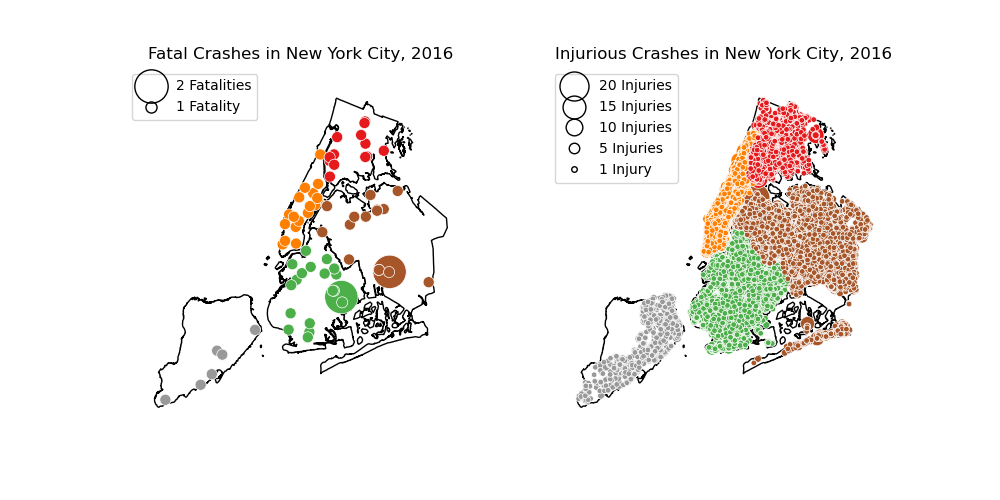 Fatal Crashes in New York City, 2016
2 Fatalities
1 Fatality
Injurious Crashes in New York City, 2016
20 Injuries
15 Injuries
10 Injuries
5 Injuries
1 Injury